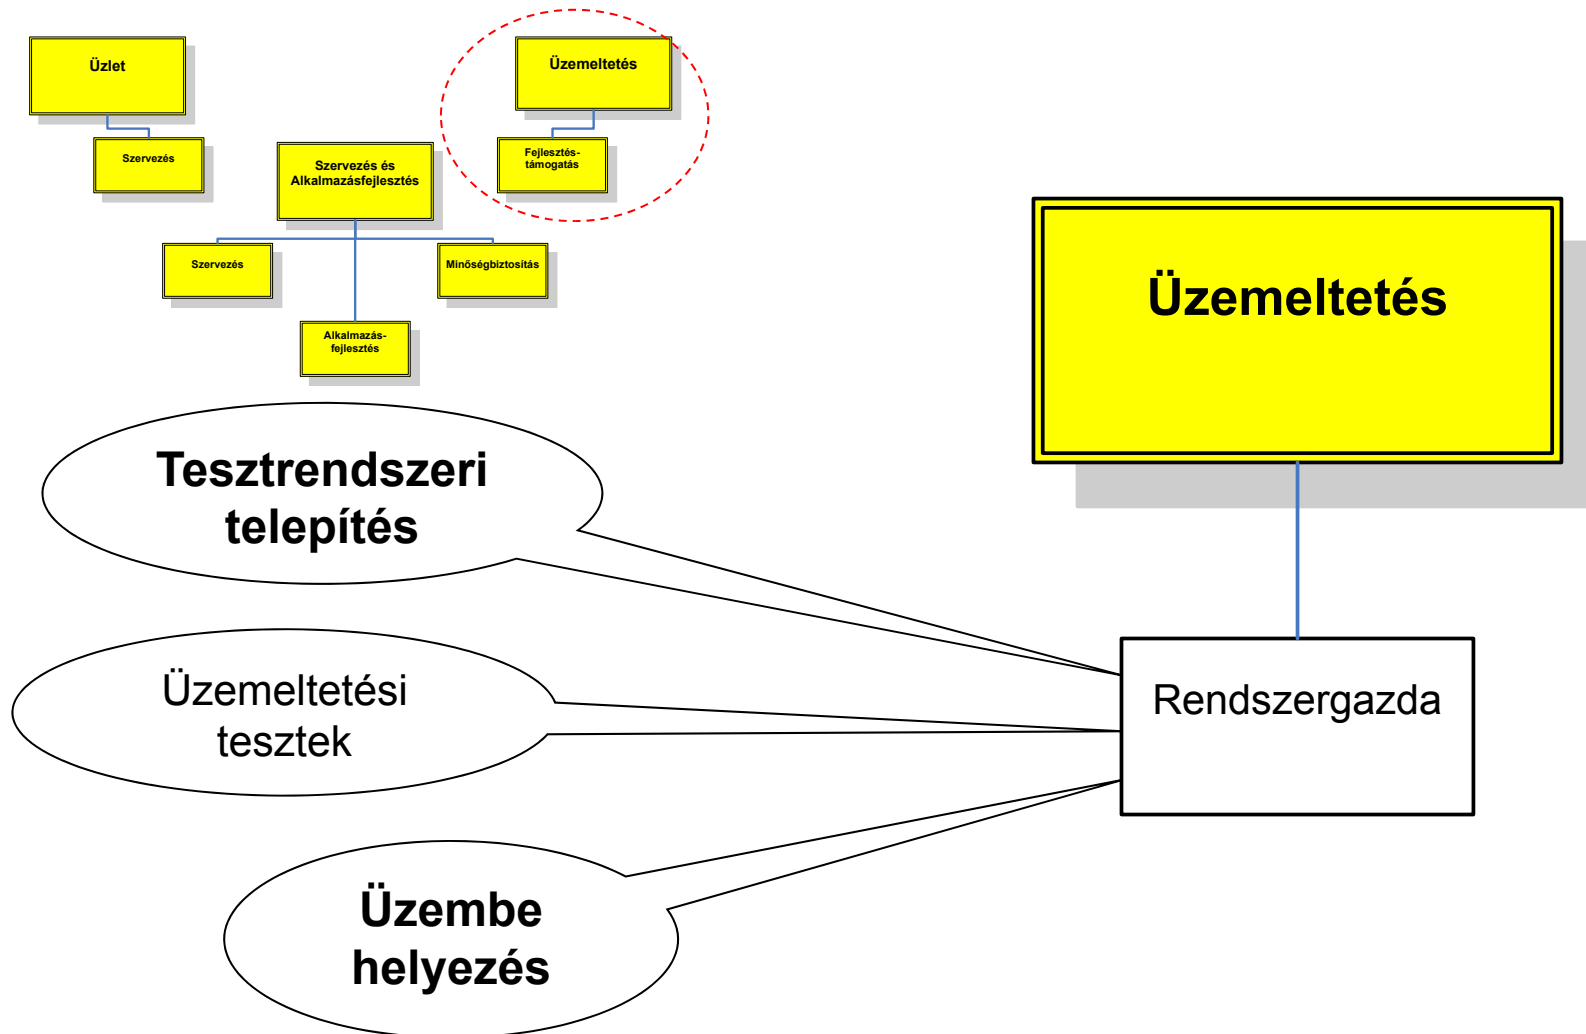 Üzlet
Üzemeltetés
Szervezés
Fejlesztés-
támogatás
Szervezés és
Alkalmazásfejlesztés
Szervezés
Minőségbiztosítás
Alkalmazás-
fejlesztés
Üzemeltetés
Tesztrendszeri
telepítés
Üzemeltetési
tesztek
Rendszergazda
Üzembe
helyezés